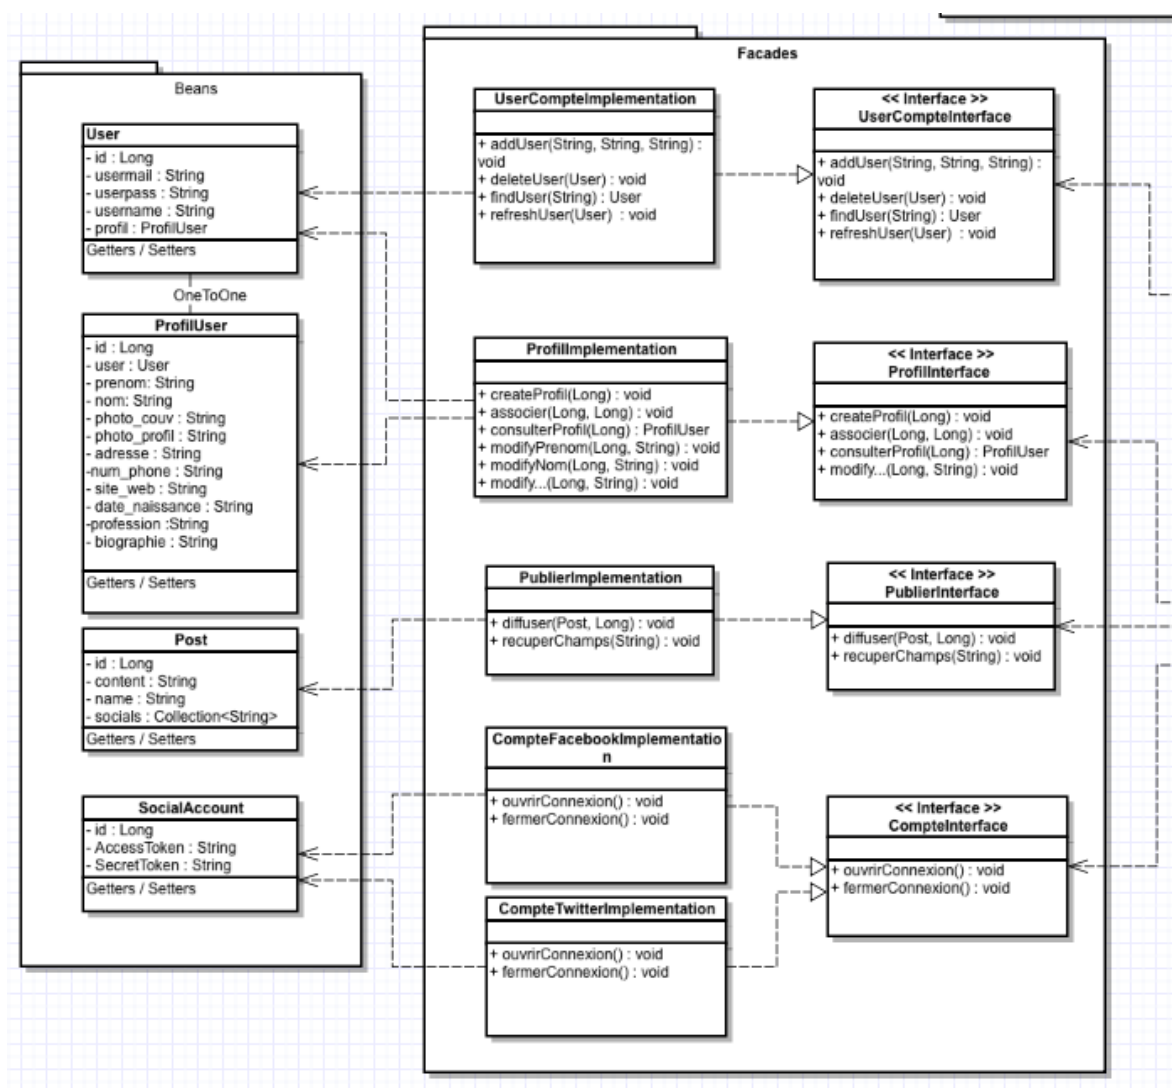 Beans
User
- id : Long
- usermail : String
- userpass : String
- username : String
- profil : ProfilUser
Getters / Setters
OneToOne
ProfilUser
- id : Long
- user : User
- prenom: String
- nom: String
- photo_couv : String
- photo_profil : String
- adresse : String
-num_phone : String
- site_web : String
- date_naissance : String
-profession :String
- biographie : String
Getters / Setters
Post
- id : Long
- content : String
- name : String
- socials : Collection<String>
Getters / Setters
SocialAccount
- id : Long
- AccessToken : String
- SecretToken : String
Getters / Setters
Facades
UserCompteImplementation
+ addUser(String, String, String) :
void
+ deleteUser(User) : void
+ findUser(String) : User
+ refreshUser(User)  : void
<< Interface >>
UserCompteInterface
+ addUser(String, String, String) :
void
+ deleteUser(User) : void
+ findUser(String) : User
+ refreshUser(User)  : void
ProfilImplementation
+ createProfil(Long) : void
+ associer(Long, Long) : void
+ consulterProfil(Long) : ProfilUser
+ modifyPrenom(Long, String) : void
+ modifyNom(Long, String) : void
+ modify...(Long, String) : void
<< Interface >>
ProfilInterface
+ createProfil(Long) : void
+ associer(Long, Long) : void
+ consulterProfil(Long) : ProfilUser
+ modify...(Long, String) : void
PublierImplementation
+ diffuser(Post, Long) : void
+ recuperChamps(String) : void
<< Interface >>
PublierInterface
+ diffuser(Post, Long) : void
+ recuperChamps(String) : void
CompteFacebookImplementatio
n
+ ouvrirConnexion() : void
+ fermerConnexion() : void
<< Interface >>
CompteInterface
+ ouvrirConnexion() : void
+ fermerConnexion() : void
CompteTwitterImplementation
+ ouvrirConnexion() : void
+ fermerConnexion() : void